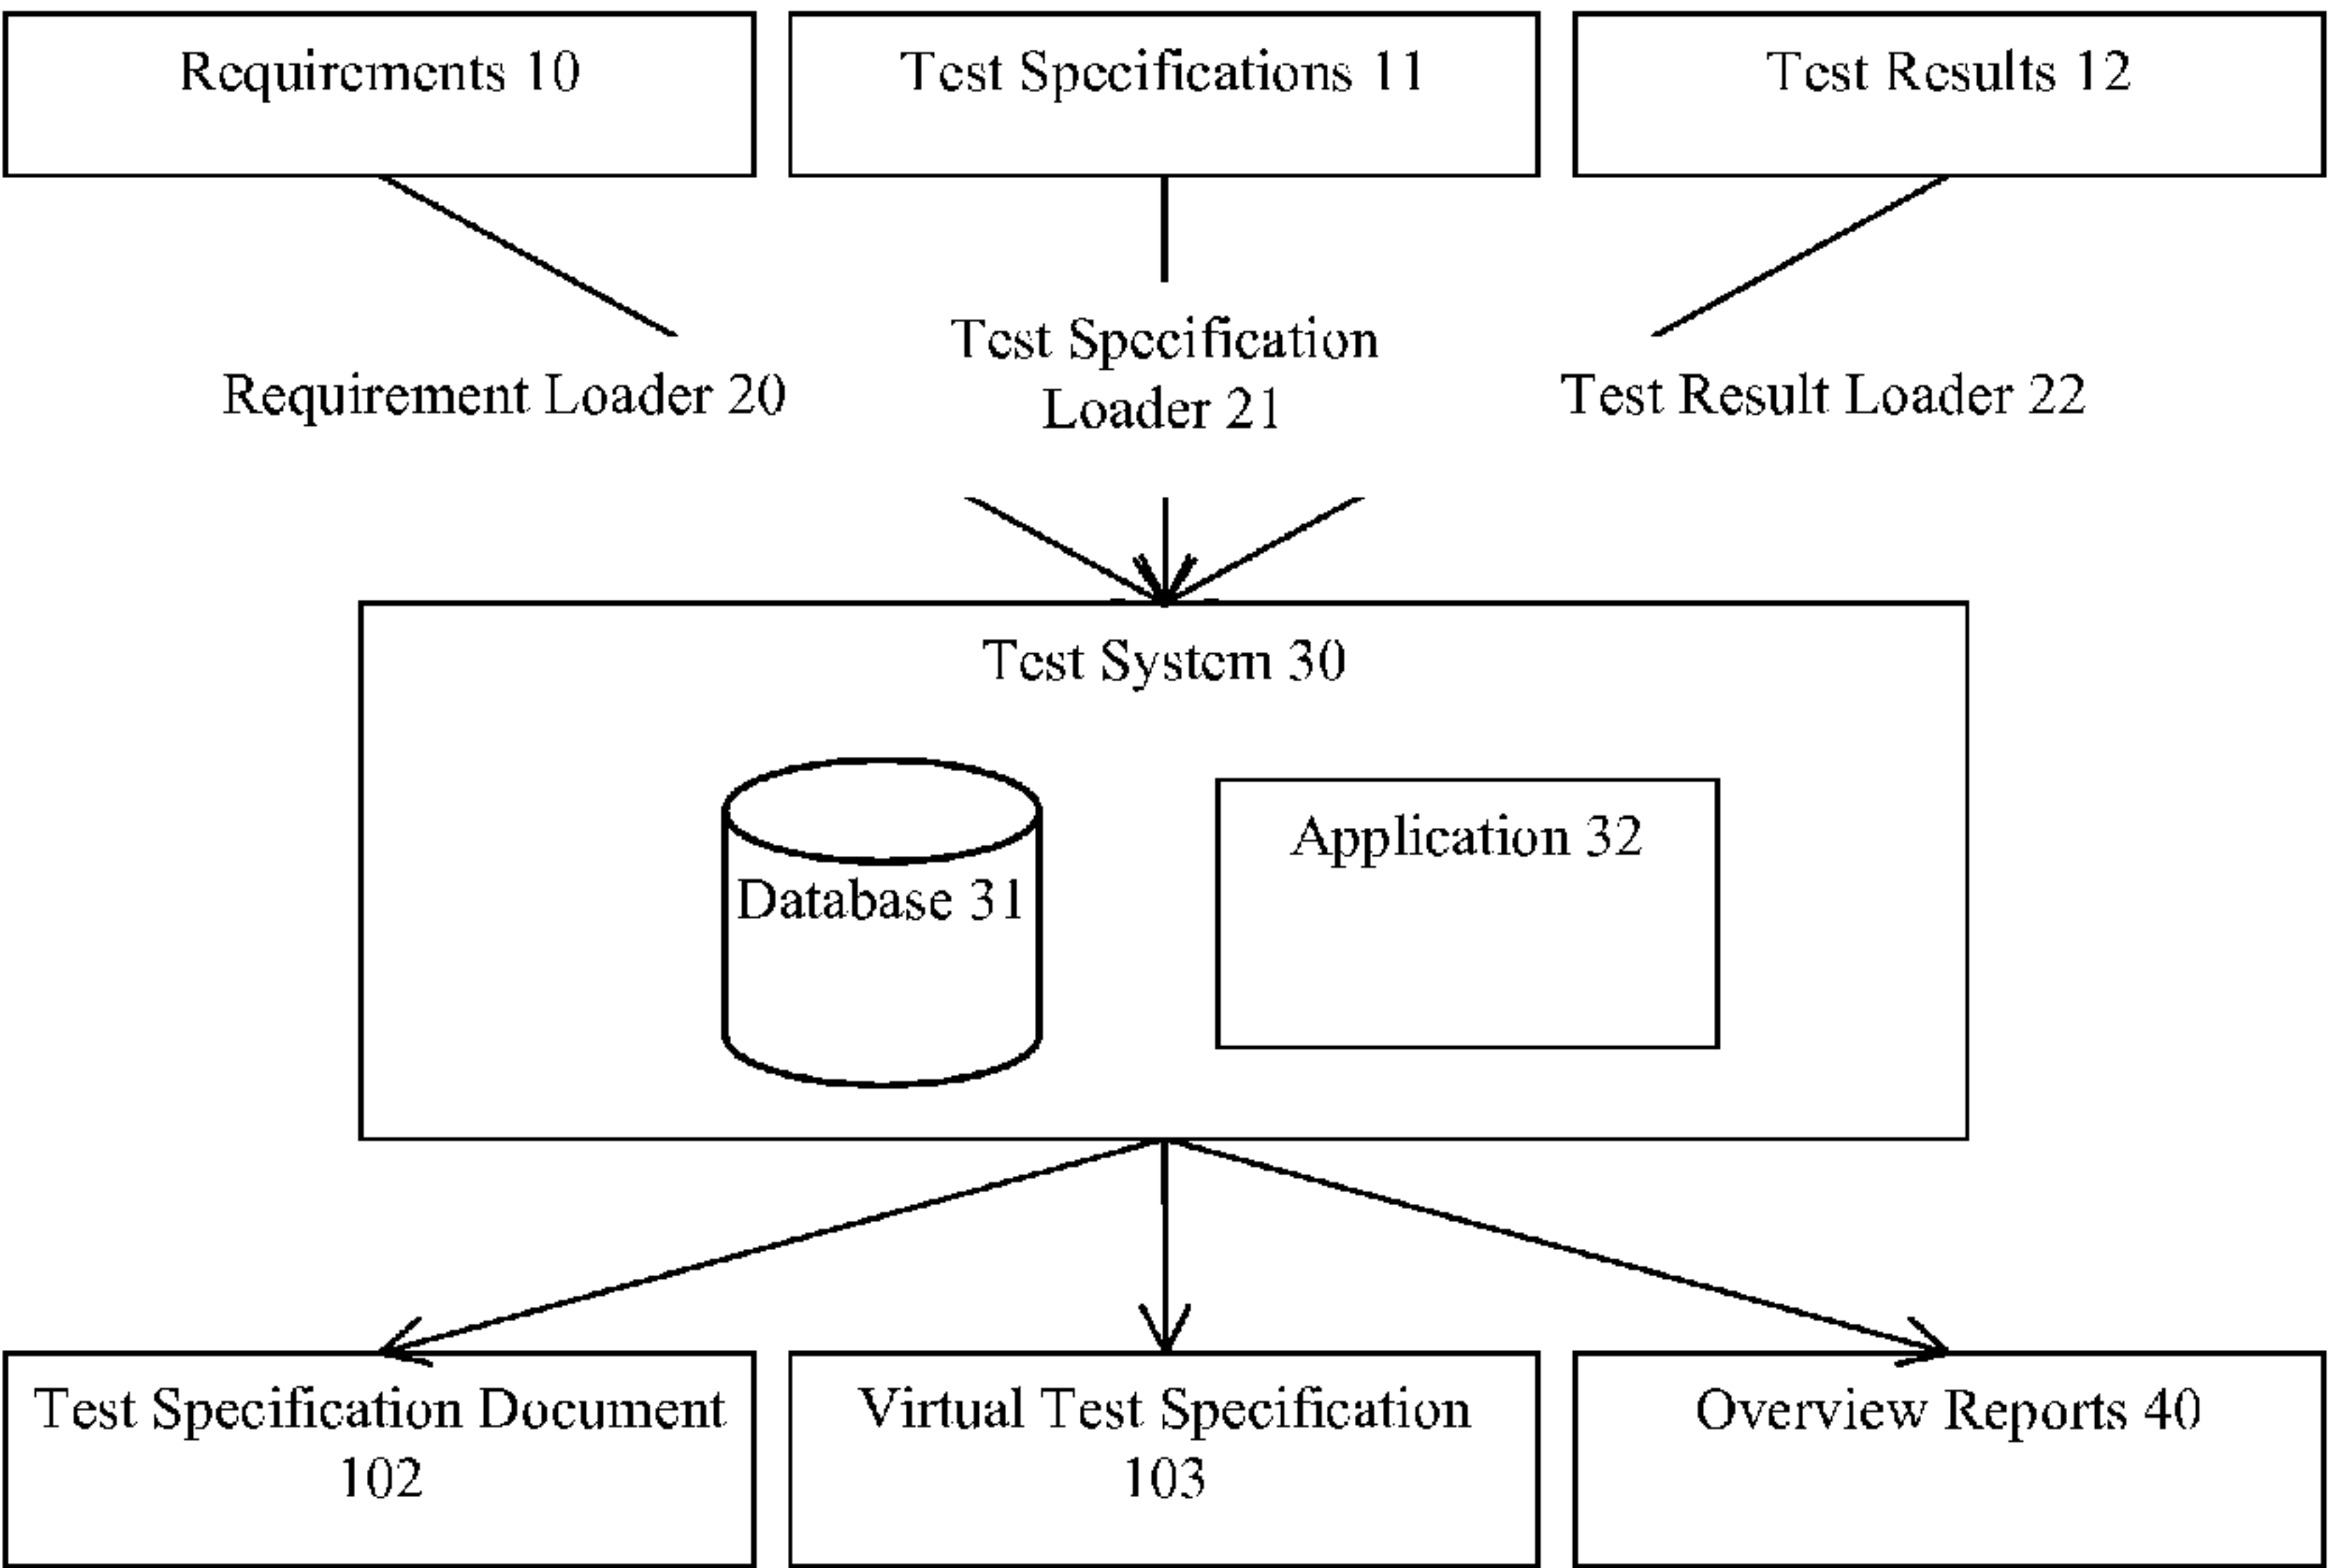 Requirements 10
Test Specifications 11
Test Results 12
Requirement Loader 20
Test Specification
Loader 21
Test Result Loader 22
Test System 30
Database 31
Application 32
Test Specification Document
102
Virtual Test Specification
103
Overview Reports 40